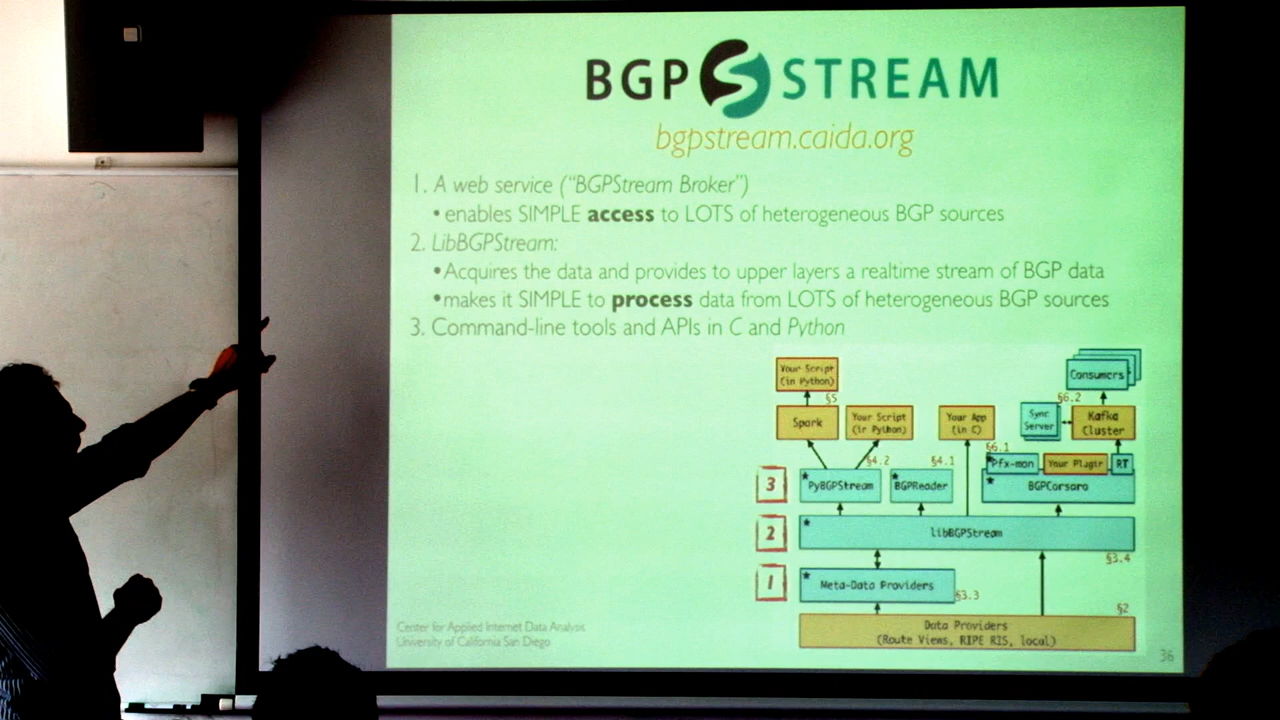 BGP STREAM
bgpstream.caida.org
1. A web service ("BGPStream Broker")
• enables SIMPLE access to LOTS of heterogeneous BGP sources
2. LibBGPStream:
• Acquires the data and provides to upper layers a realtime stream of BGP data
• makes it SIMPLE to process data from LOTS of heterogeneous BGP sources
3. Command-line tools and APIs in C and Python
Your Script
(in Python)
Consumers
§5
§6.2
Spark
Your Script
(in Python)
Your App
(in C)
Sync
Server
Kafka
Cluster
§4.2
§4.1
§6.1
Pfx-mon
Your Plugin
RT
3
PyBGPStream
BGPReader
BGPCorsaro
2
libBGPStream
§3.4
1
Meta-Data Providers
§3.3
§2
Data Providers
(Route Views, RIPE RIS, local)
Center for Applied Internet Data Analysis
University of California San Diego
36